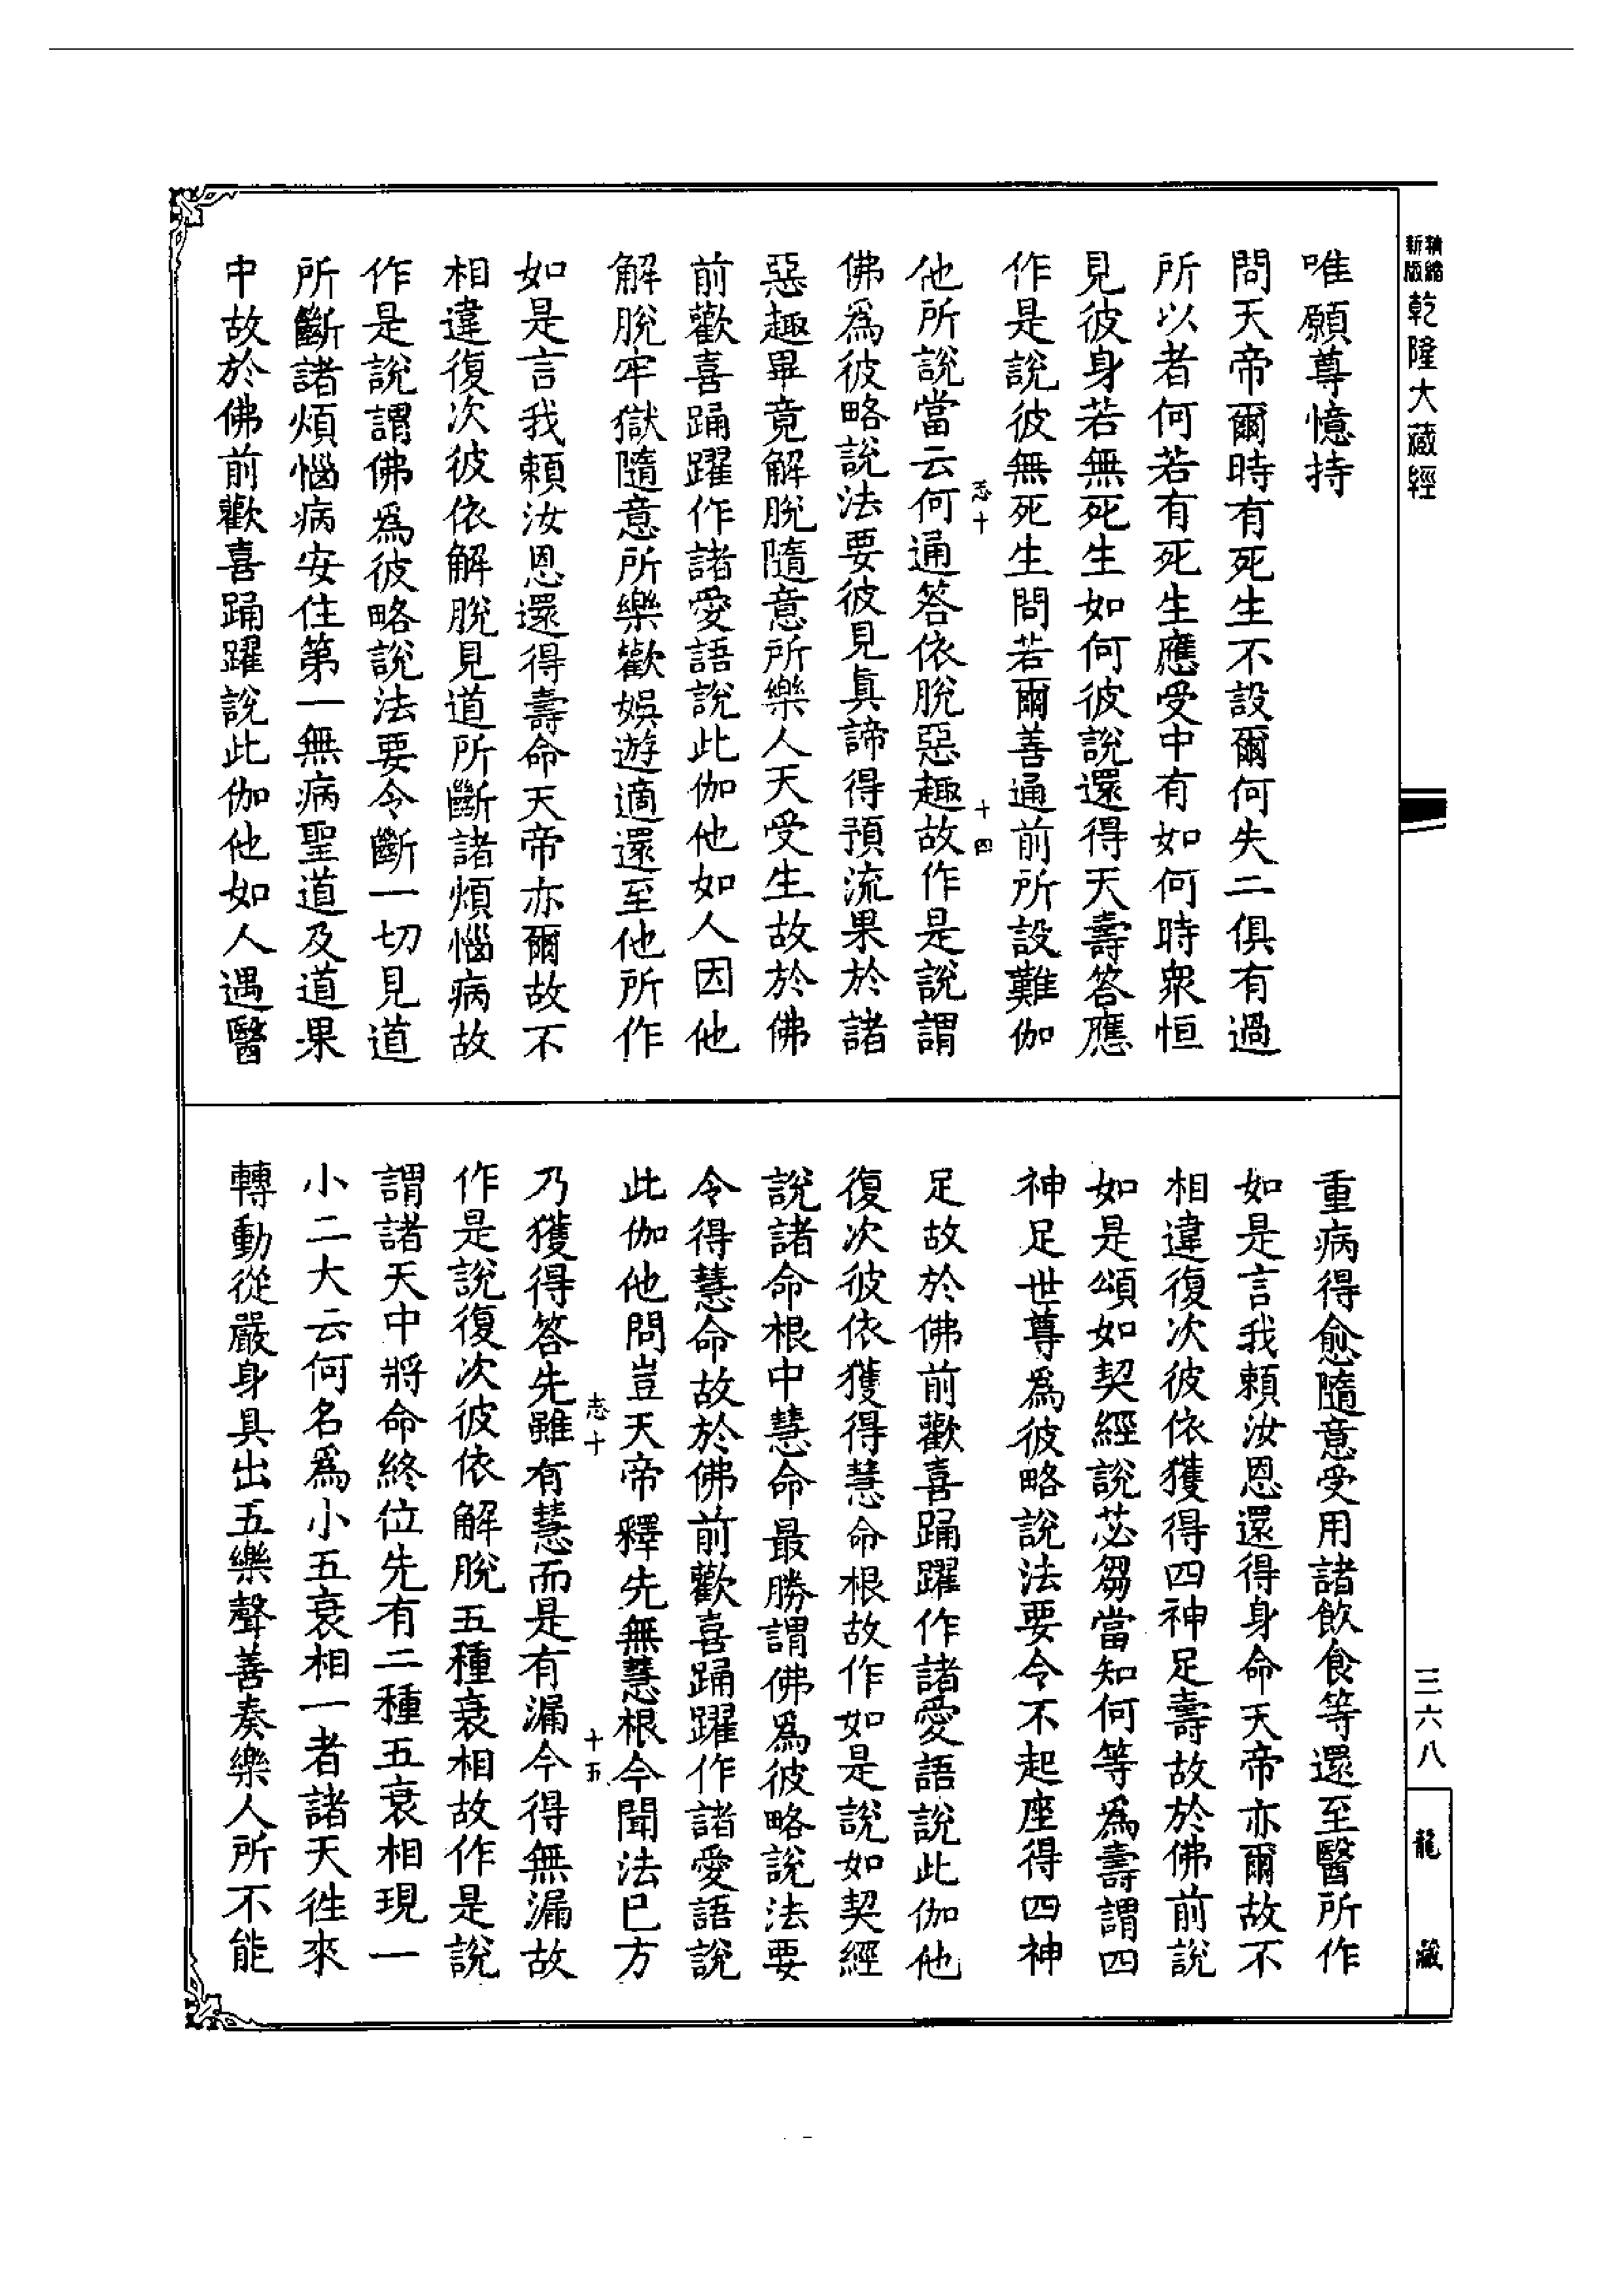 精縮新版乾隆大藏經
唯願尊憶持
問天帝爾時有死生不設爾何失二俱有過
所以者何若有死生應受中有如何時衆恒
見彼身若無死生如何彼說還得天壽答應
作是說彼無死生問若爾善通前所設難伽
他所說當云何通答依脫惡趣故作是說謂
志十
十四
佛爲彼略說法要彼見眞諦得預流果於諸
惡趣畢竟解脫隨意所樂人天受生故於佛
前歡喜踊躍作諸愛語說此伽他如人因他
解脫牢獄隨意所樂歡娛遊適還至他所作
如是言我賴汝恩還得壽命天帝亦爾故不
相違復次彼依解脫見道所斷諸煩惱病故
作是說謂佛爲彼略說法要令斷一切見道
所斷諸煩惱病安住第一無病聖道及道果
中故於佛前歡喜踊躍說此伽他如人遇醫
重病得愈隨意受用諸飲食等還至醫所作
如是言我賴汝恩還得身命天帝亦爾故不
相違復次彼依獲得四神足壽故於佛前說
如是頌如契經說苾芻當知何等爲壽謂四
神足世尊爲彼略說法要令不起座得四神
足故於佛前歡喜踊躍作諸愛語說此伽他
復次彼依獲得慧命根故作如是說如契經
說諸命根中慧命最勝謂佛爲彼略說法要
令得慧命故於佛前歡喜踊躍作諸愛語說
此伽他問豈天帝釋先無慧根今聞法已方
志十
十五
乃獲得答先雖有慧而是有漏今得無漏故
作是說復次彼依解脫五種衰相故作是說
謂諸天中將命終位先有二種五衰相現一
小二大云何名爲小五衰相一者諸天徃來
轉動從嚴身具出五樂聲善奏樂人所不能
三六八
龍藏